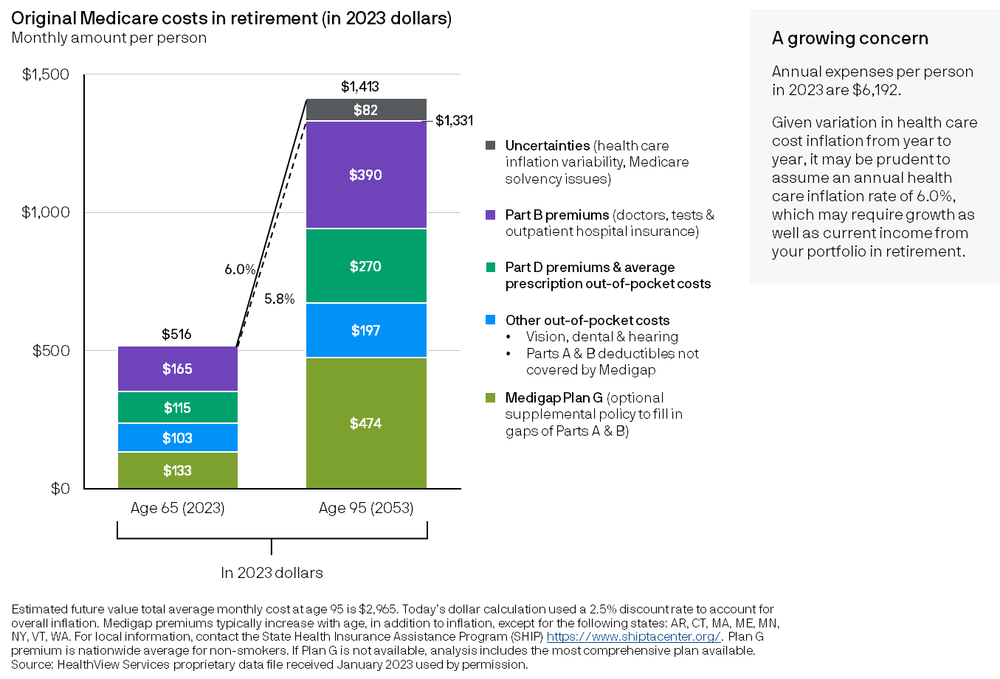 Original Medicare costs in retirement (in 2023 dollars)
Monthly amount per person
$1,500
$1,000
$500
$0
$516
$165
$115
$103
$133
6.0%
5.8%
$1,413
$82
$1,331
$390
$270
$197
$474
Age 65 (2023)
Age 95 (2053)
In 2023 dollars
Uncertainties (health care
inflation variability, Medicare
solvency issues)
Part B premiums (doctors, tests &
outpatient hospital insurance)
Part D premiums & average
prescription out-of-pocket costs
Other out-of-pocket costs
• Vision, dental & hearing
• Parts A & B deductibles not
covered by Medigap
Medigap Plan G (optional
supplemental policy to fill in
gaps of Parts A & B)
A growing concern
Annual expenses per person
in 2023 are $6,192.
Given variation in health care
cost inflation from year to
year, it may be prudent to
assume an annual health
care inflation rate of 6.0%,
which may require growth as
well as current income from
your portfolio in retirement.
Estimated future value total average monthly cost at age 95 is $2,965. Today's dollar calculation used a 2.5% discount rate to account for
overall inflation. Medigap premiums typically increase with age, in addition to inflation, except for the following states: AR, CT, MA, ME, MN,
NY, VT, WA. For local information, contact the State Health Insurance Assistance Program (SHIP) https://www.shiptacenter.org/. Plan G
premium is nationwide average for non-smokers. If Plan G is not available, analysis includes the most comprehensive plan available.
Source: HealthView Services proprietary data file received January 2023 used by permission.